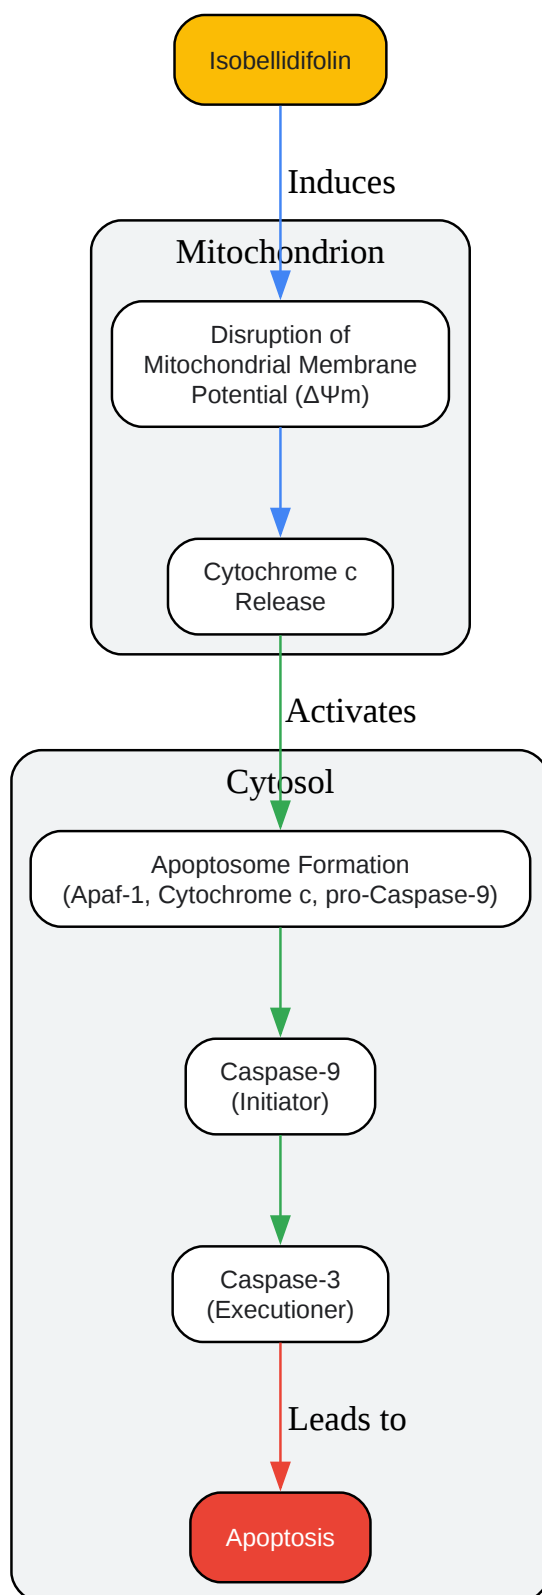 Isobellidifolin
Induces
Mitochondrion
Disruption of
Mitochondrial Membrane
Potential (ΔΨm)
Cytochrome c
Release
Activates
Cytosol
Apoptosome Formation
(Apaf-1, Cytochrome c, pro-Caspase-9)
Caspase-9
(Initiator)
Caspase-3
(Executioner)
Leads to
Apoptosis